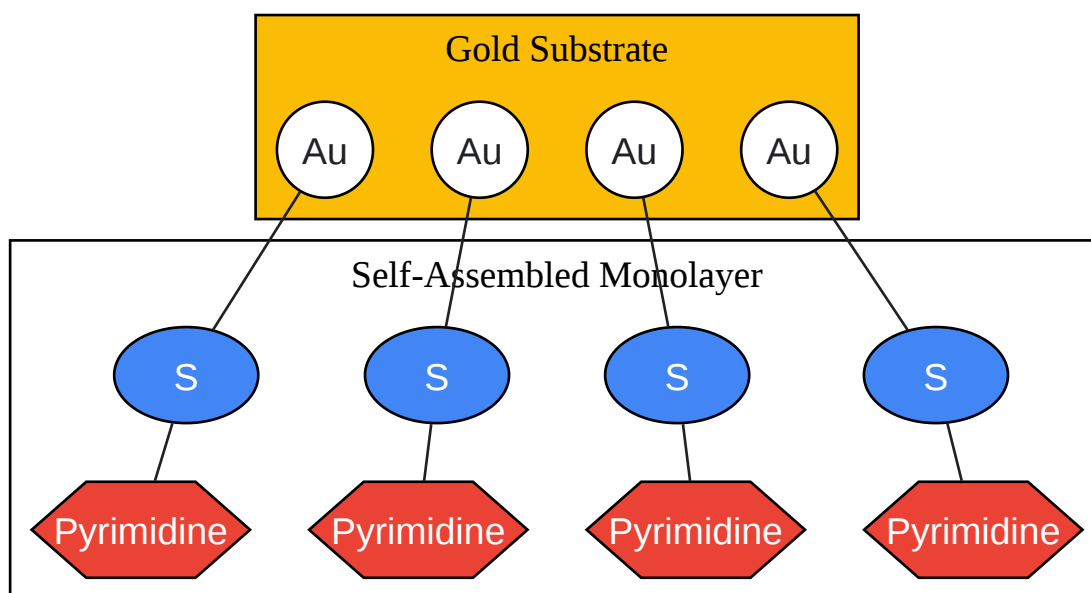 Gold Substrate
Au Au Au Au
Self-Assembled Monolayer
S S S S
Pyrimidine Pyrimidine Pyrimidine Pyrimidine